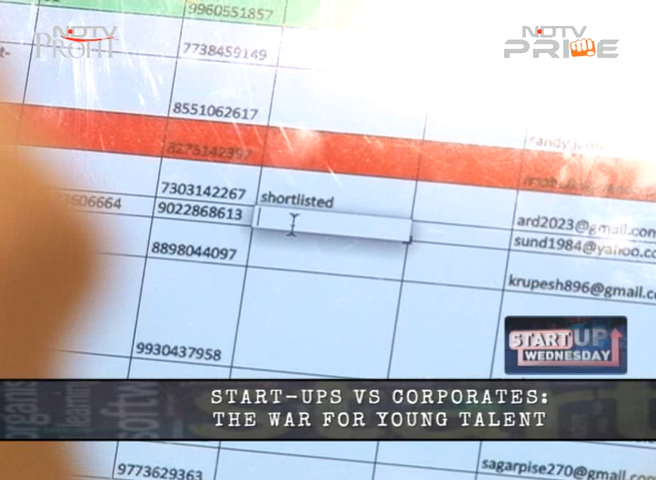 NDTV
PROFIT
NDTV
PRIME
9960551857
7738459149
8551062617
8275142397
7303142267 shortlisted
9022868613
ard2023@gmail.com
sund1984@yahoo.co
8898044097
krupesh896@gmail.c
9930437958
START UP
WEDNESDAY
START-UPS VS CORPORATES:
THE WAR FOR YOUNG TALENT
9773629363
sagarpise270@gmail.com